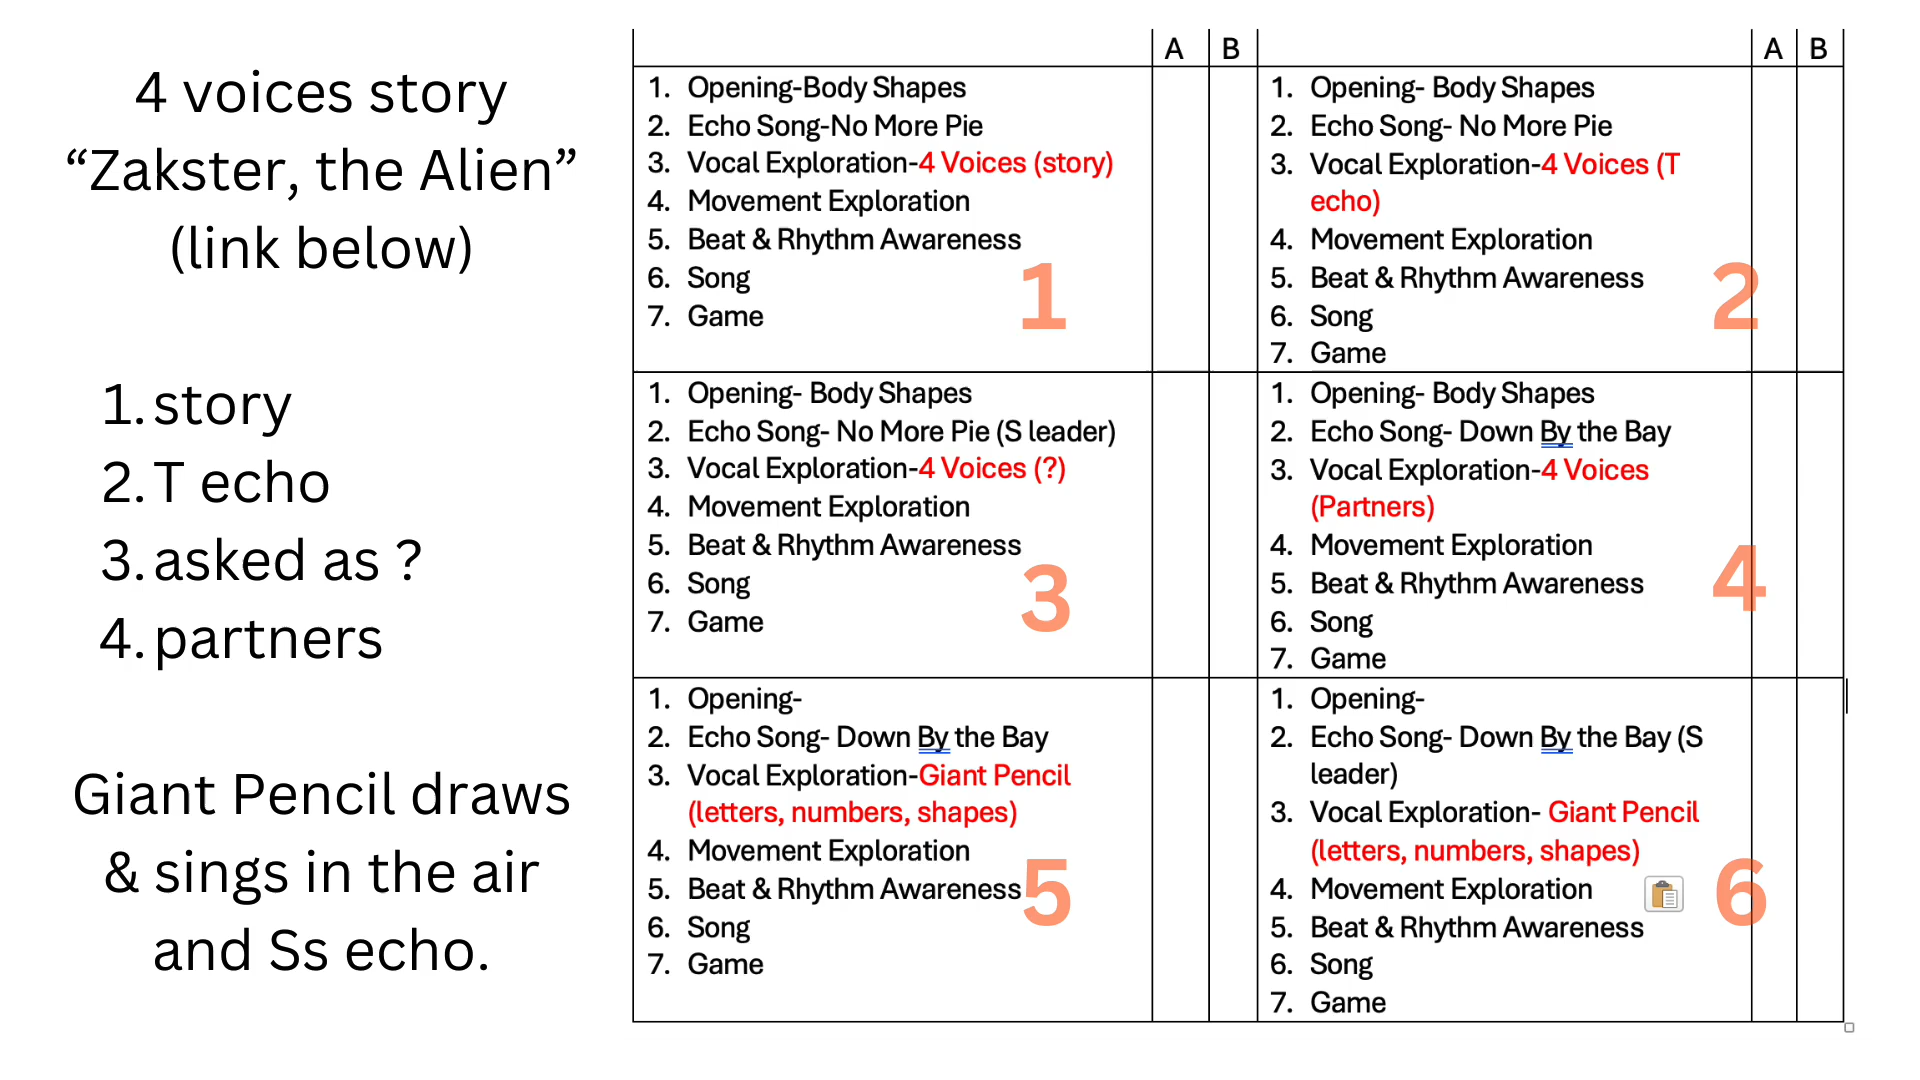 4 voices story
“Zakster, the Alien”
(link below)
1. story
2. T echo
3. asked as ?
4. partners
Giant Pencil draws
& sings in the air
and Ss echo.
A B A B
1. Opening-Body Shapes
2. Echo Song-No More Pie
3. Vocal Exploration-4 Voices (story)
4. Movement Exploration
5. Beat & Rhythm Awareness
6. Song
7. Game
1
1. Opening- Body Shapes
2. Echo Song- No More Pie
3. Vocal Exploration-4 Voices (T
echo)
4. Movement Exploration
5. Beat & Rhythm Awareness
6. Song
7. Game
2
1. Opening- Body Shapes
2. Echo Song- No More Pie (S leader)
3. Vocal Exploration-4 Voices (?)
4. Movement Exploration
5. Beat & Rhythm Awareness
6. Song
7. Game
3
1. Opening- Body Shapes
2. Echo Song- Down By the Bay
3. Vocal Exploration-4 Voices
(Partners)
4. Movement Exploration
5. Beat & Rhythm Awareness
6. Song
7. Game
4
1. Opening-
2. Echo Song- Down By the Bay
3. Vocal Exploration-Giant Pencil
(letters, numbers, shapes)
4. Movement Exploration
5. Beat & Rhythm Awareness
6. Song
7. Game
5
1. Opening-
2. Echo Song- Down By the Bay (S
leader)
3. Vocal Exploration- Giant Pencil
(letters, numbers, shapes)
4. Movement Exploration
5. Beat & Rhythm Awareness
6. Song
7. Game
6